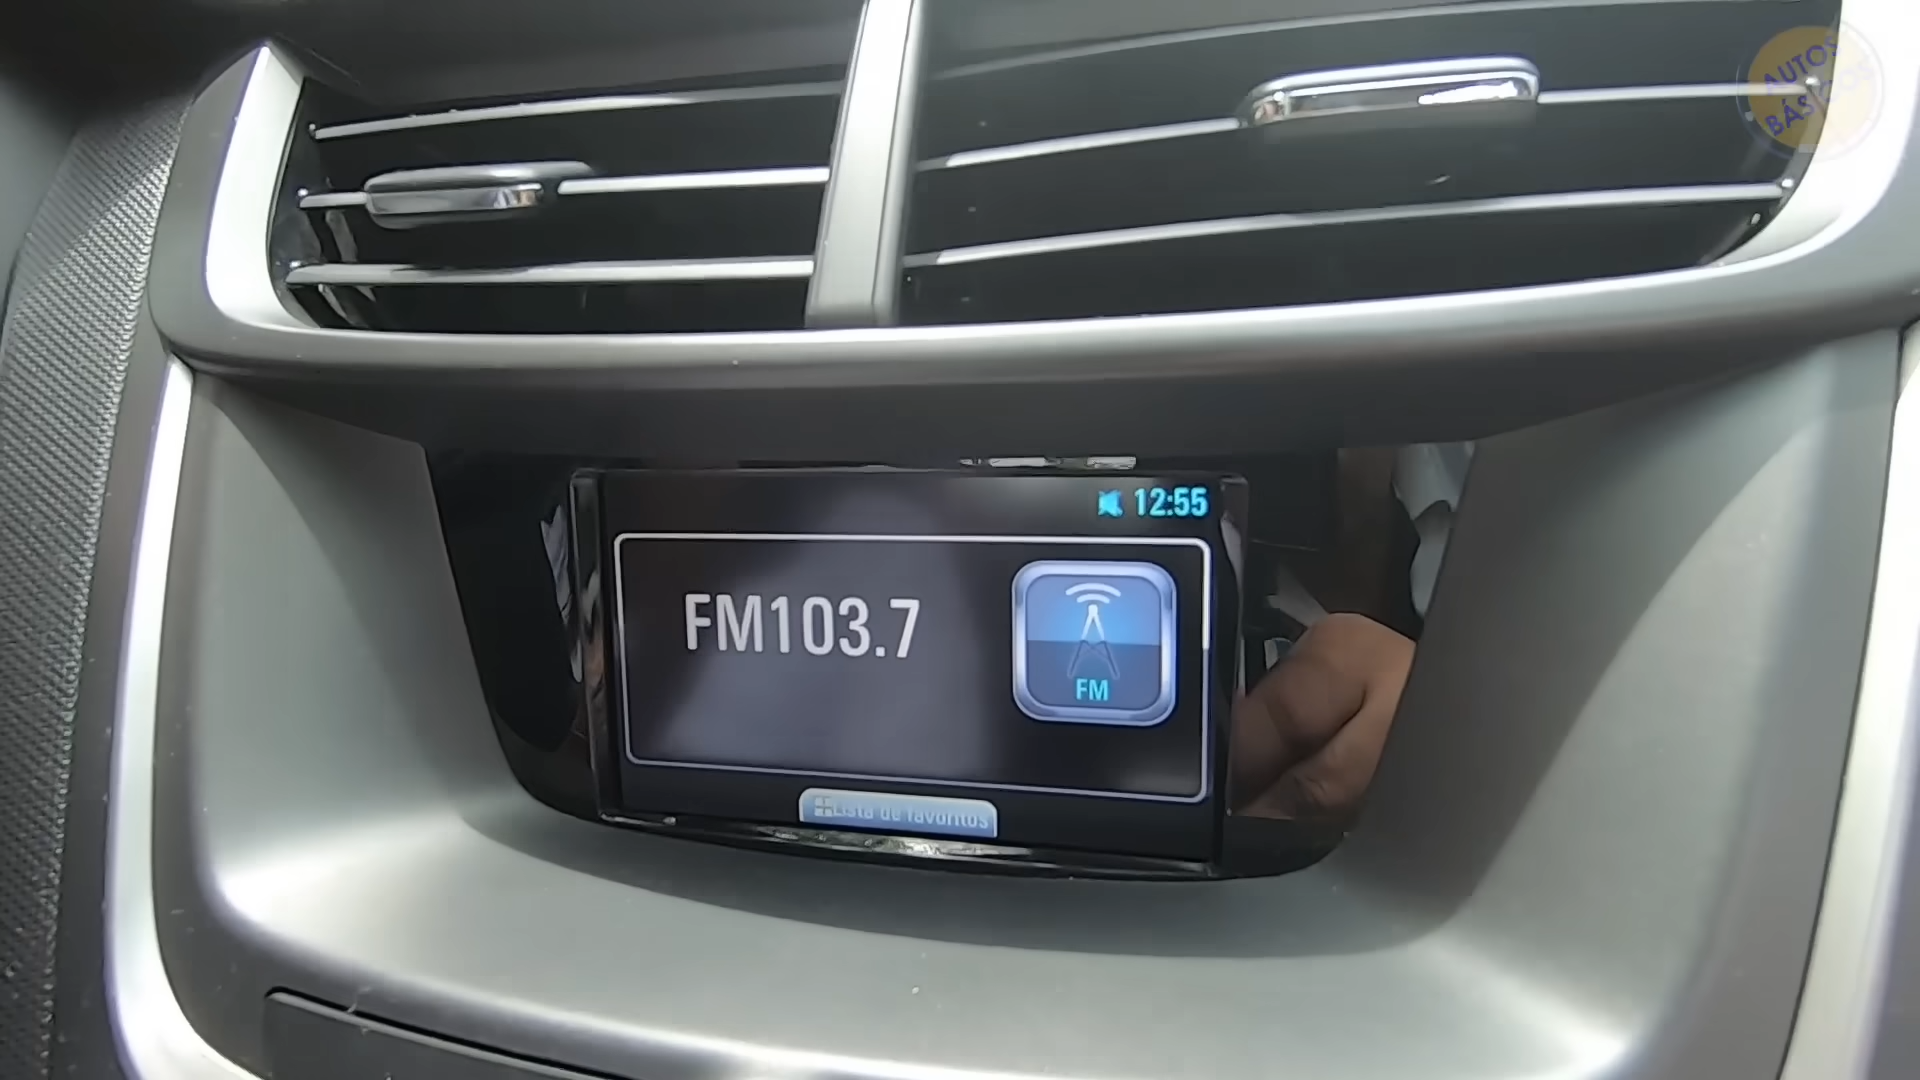 AUTOS
BÁSICOS
12:55
FM103.7
FM
Lista de favoritos